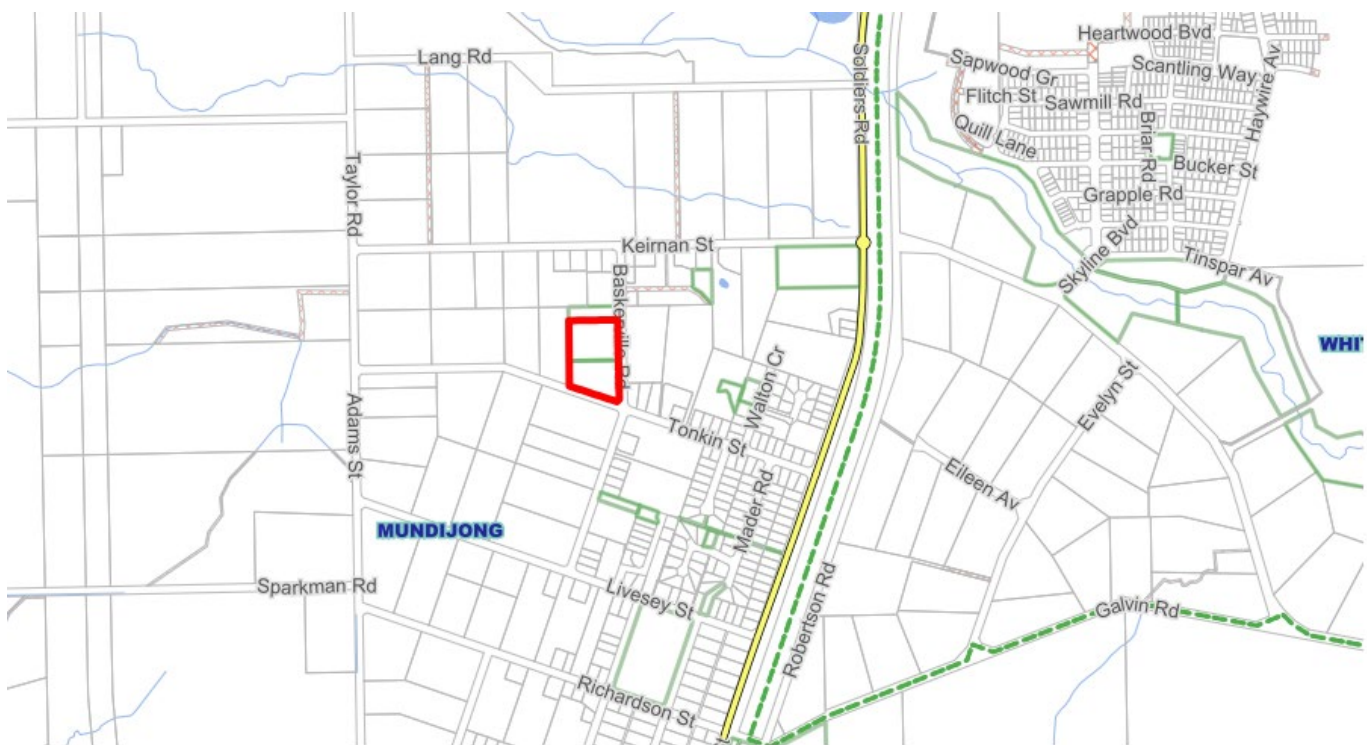 Lang Rd
Soldiers Rd
Heartwood Bvd
Sapwood Gr
Scantling Way
Flitch St
Sawmill Rd
Haywire Av
Quill Lane
Briar Rd
Bucker St
Taylor Rd
Grapple Rd
Keirnan St
Skyline Bvd
Tinspar Av
Baskerville Rd
WHI
Walton Cr
Evelyn St
Adams St
Tonkin St
Eileen Av
Mader Rd
MUNDIJONG
Sparkman Rd
Livesey St
Robertson Rd
Galvin Rd
Richardson St